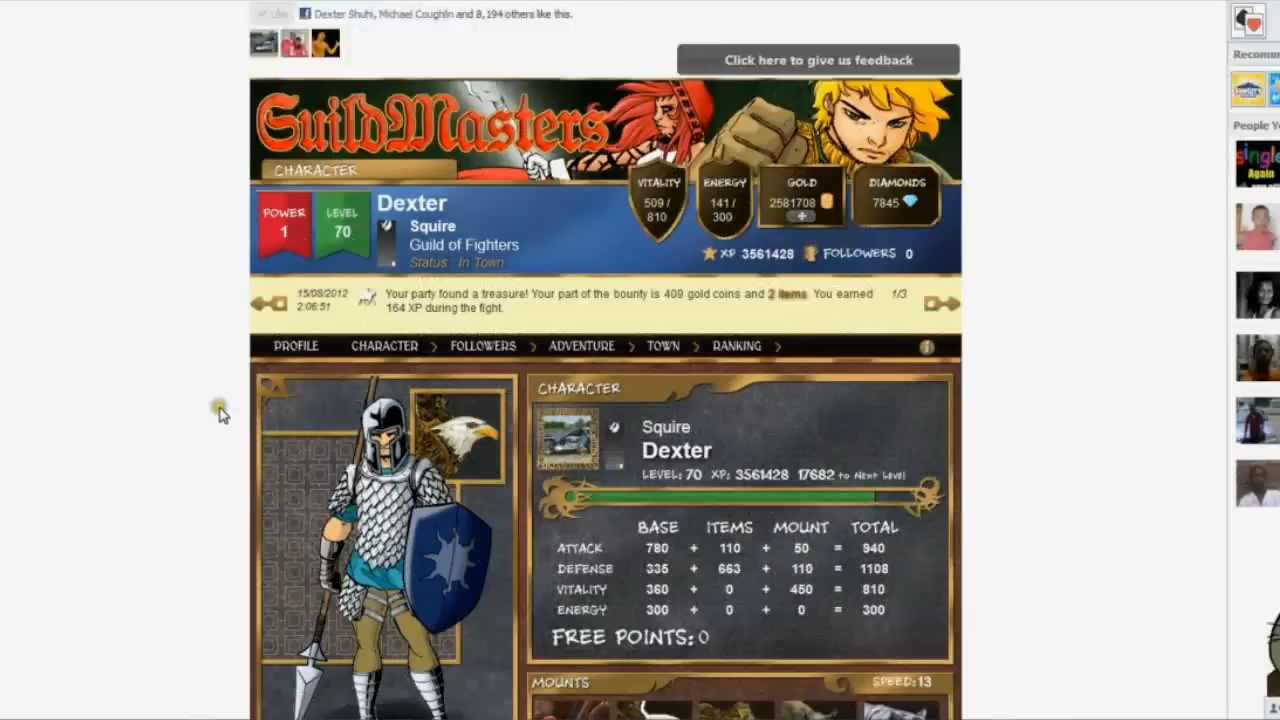 Like Dexter Shuhi, Michael Coughlin and 8,194 others like this.
Click here to give us feedback
GuildMasters
CHARACTER
POWER 1
LEVEL 70
Dexter
Squire
Guild of Fighters
Status : In Town
VITALITY 509 / 810
ENERGY 141 / 300
GOLD 2581708 +
DIAMONDS 7845
XP 3561428 FOLLOWERS 0
15/08/2012 2:06:51
Your party found a treasure! Your part of the bounty is 409 gold coins and 2 items. You earned
164 XP during the fight.
1/3
PROFILE CHARACTER FOLLOWERS ADVENTURE TOWN RANKING
CHARACTER
Squire
Dexter
LEVEL: 70 XP: 3561428 17682 to Next Level
BASE ITEMS MOUNT TOTAL
ATTACK 780 + 110 + 50 = 940
DEFENSE 335 + 663 + 110 = 1108
VITALITY 360 + 0 + 450 = 810
ENERGY 300 + 0 + 0 = 300
FREE POINTS: 0
MOUNTS SPEED: 13
People Y
single
Again